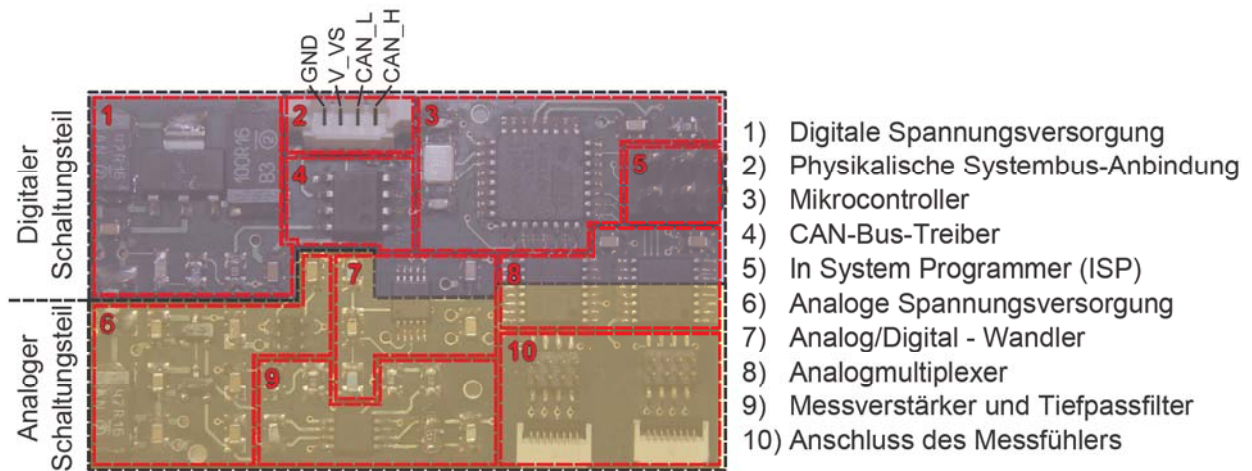 GND
V_VS
CAN_L
CAN_H
Digitaler
Schaltungsteil
Analoger
Schaltungsteil
1
2
3
4
5
6
7
8
9
10
100R16
B3
1) Digitale Spannungsversorgung
2) Physikalische Systembus-Anbindung
3) Mikrocontroller
4) CAN-Bus-Treiber
5) In System Programmer (ISP)
6) Analoge Spannungsversorgung
7) Analog/Digital - Wandler
8) Analogmultiplexer
9) Messverstärker und Tiefpassfilter
10) Anschluss des Messfühlers